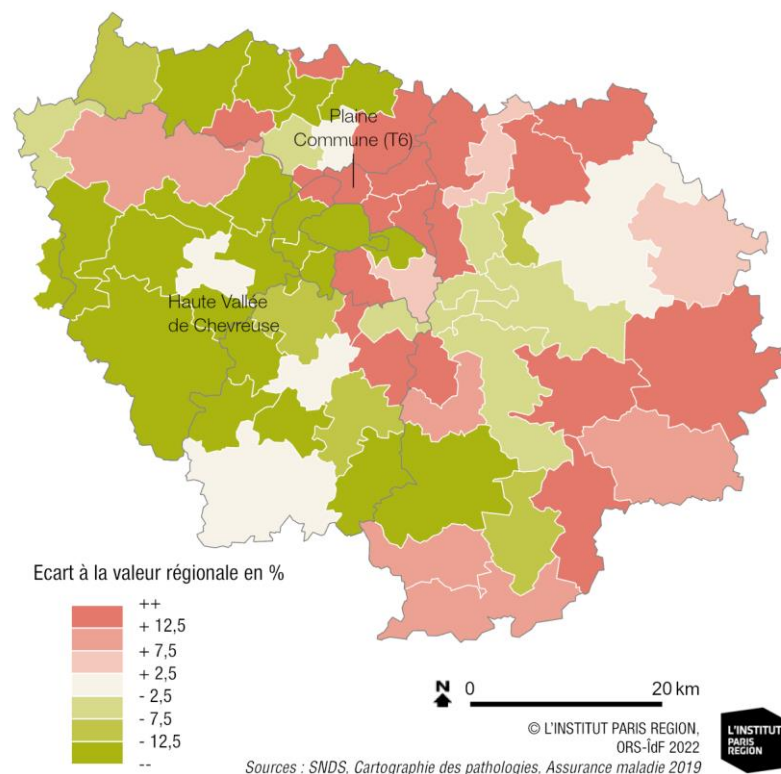 Plaine
Commune (T6)
Haute Vallée
de Chevreuse
Ecart à la valeur régionale en %
++
+ 12,5
+ 7,5
+ 2,5
- 2,5
- 7,5
- 12,5
--
N 0 20 km
© L'INSTITUT PARIS REGION,
ORS-ÎdF 2022
Sources : SNDS, Cartographie des pathologies, Assurance maladie 2019
L'INSTITUT
PARIS
REGION